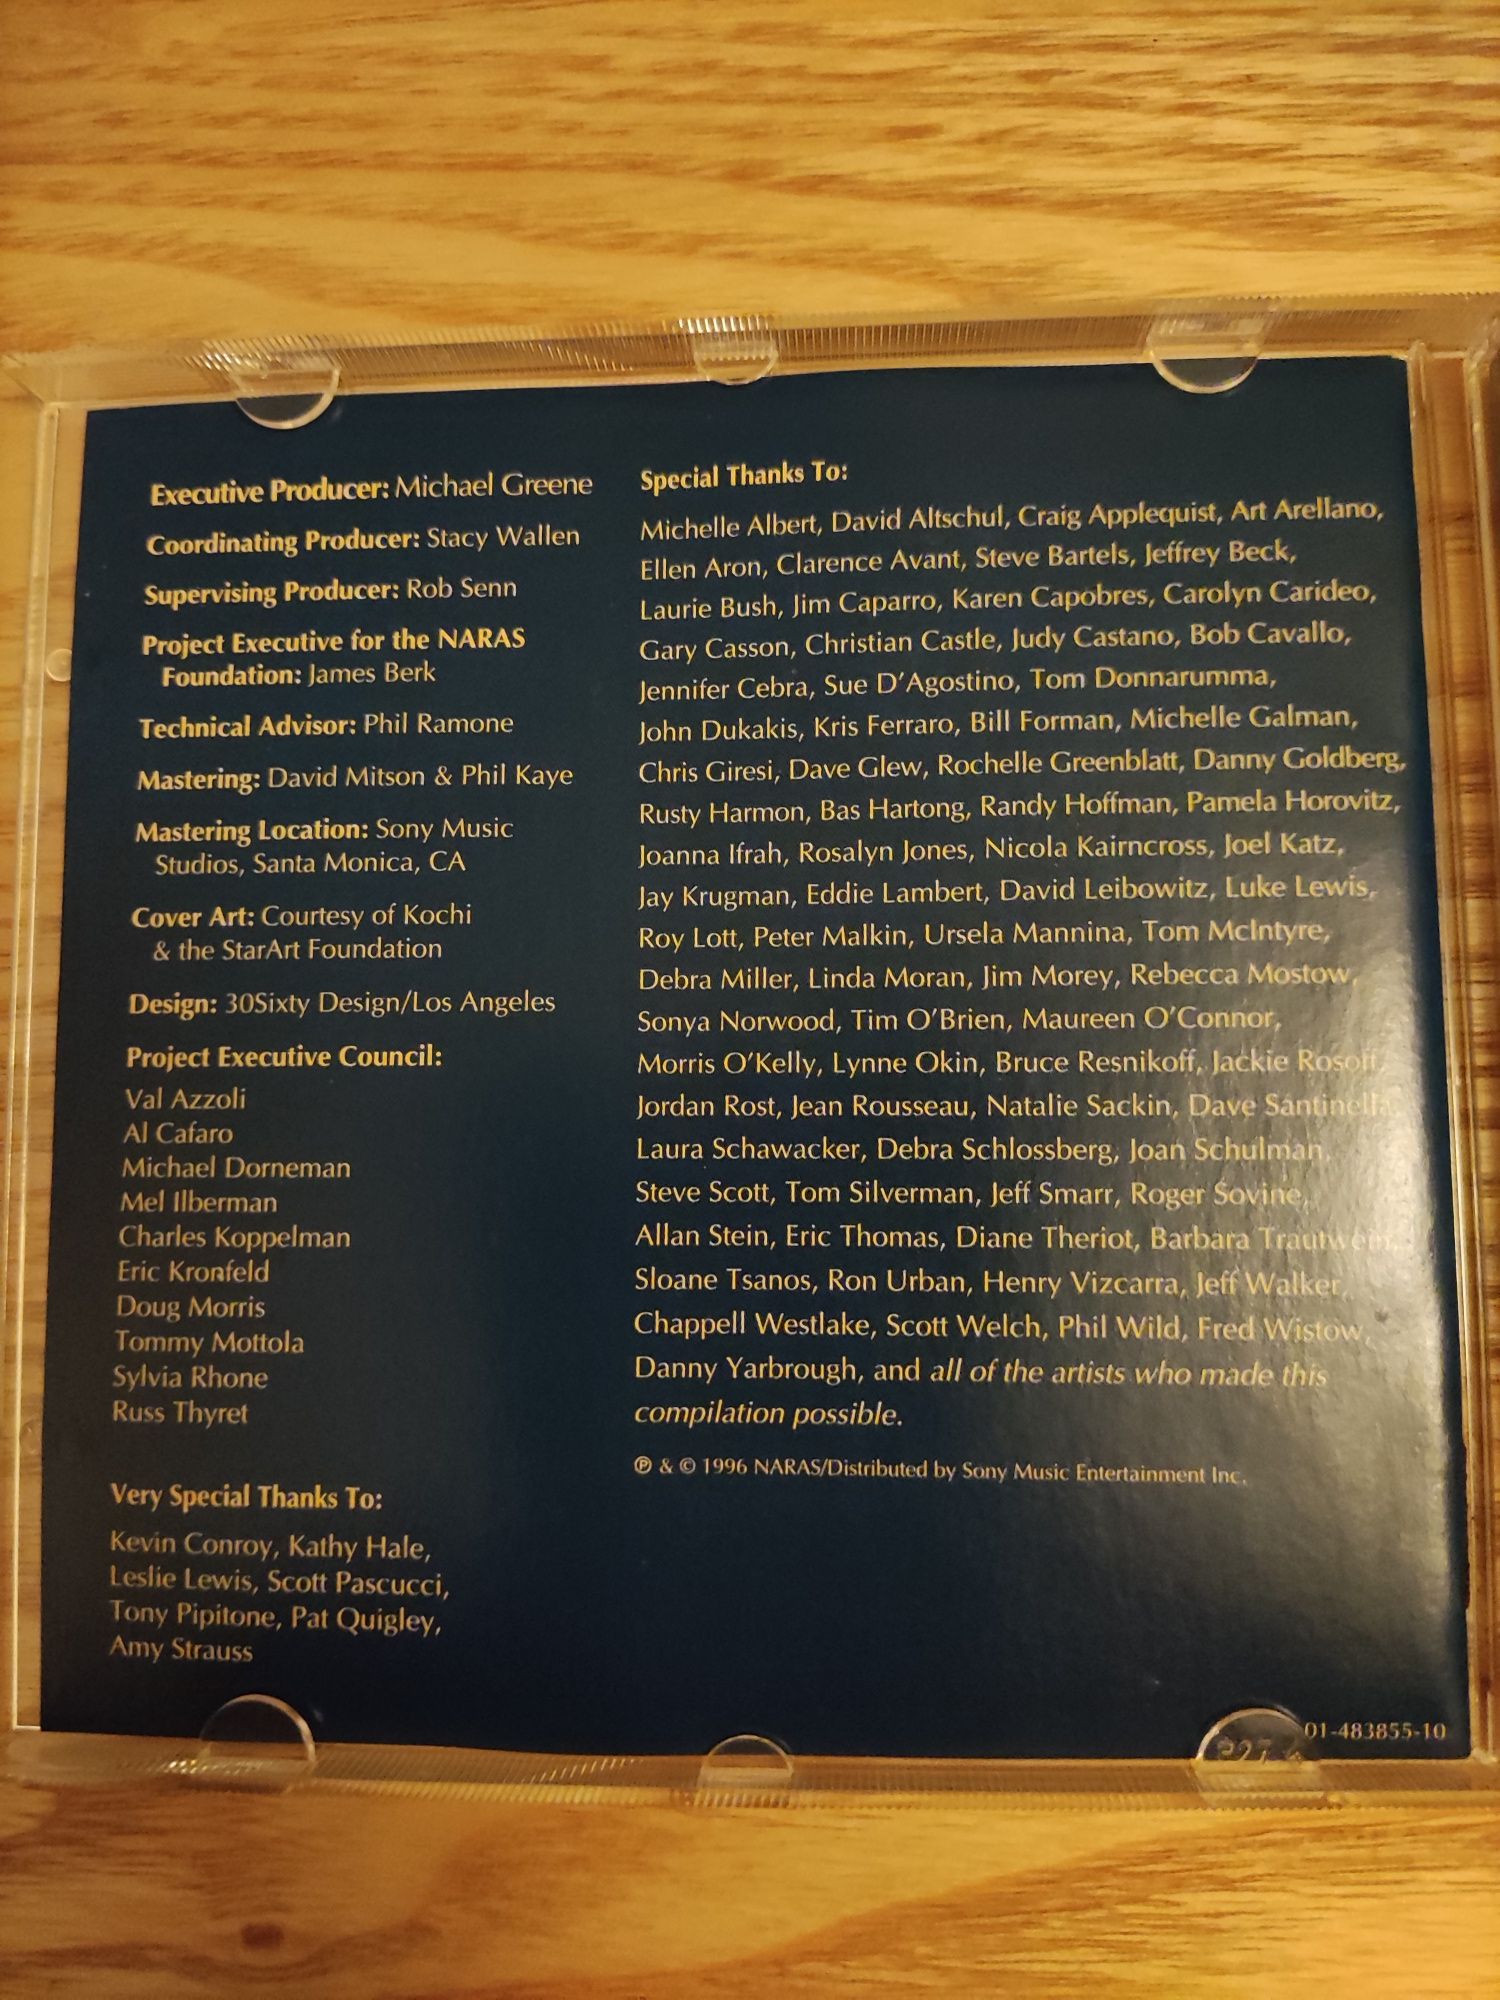 Executive Producer: Michael Greene
Coordinating Producer: Stacy Wallen
Supervising Producer: Rob Senn
Project Executive for the NARAS
Foundation: James Berk
Technical Advisor: Phil Ramone
Mastering: David Mitson & Phil Kaye
Mastering Location: Sony Music
Studios, Santa Monica, CA
Cover Art: Courtesy of Kochi
& the StarArt Foundation
Design: 30Sixty Design/Los Angeles
Project Executive Council:
Val Azzoli
Al Cafaro
Michael Dorneman
Mel Ilberman
Charles Koppelman
Eric Kronfeld
Doug Morris
Tommy Mottola
Sylvia Rhone
Russ Thyret
Very Special Thanks To:
Kevin Conroy, Kathy Hale,
Leslie Lewis, Scott Pascucci,
Tony Pipitone, Pat Quigley,
Amy Strauss
Special Thanks To:
Michelle Albert, David Altschul, Craig Applequist, Art Arellano,
Ellen Aron, Clarence Avant, Steve Bartels, Jeffrey Beck,
Laurie Bush, Jim Caparro, Karen Capobres, Carolyn Carideo,
Gary Casson, Christian Castle, Judy Castano, Bob Cavallo,
Jennifer Cebra, Sue D'Agostino, Tom Donnarumma,
John Dukakis, Kris Ferraro, Bill Forman, Michelle Galman,
Chris Giresi, Dave Glew, Rochelle Greenblatt, Danny Goldberg,
Rusty Harmon, Bas Hartong, Randy Hoffman, Pamela Horovitz,
Joanna Ifrah, Rosalyn Jones, Nicola Kairncross, Joel Katz,
Jay Krugman, Eddie Lambert, David Leibowitz, Luke Lewis,
Roy Lott, Peter Malkin, Ursela Mannina, Tom McIntyre,
Debra Miller, Linda Moran, Jim Morey, Rebecca Mostow,
Sonya Norwood, Tim O'Brien, Maureen O'Connor,
Morris O'Kelly, Lynne Okin, Bruce Resnikoff, Jackie Rosoff,
Jordan Rost, Jean Rousseau, Natalie Sackin, Dave Santinella,
Laura Schawacker, Debra Schlossberg, Joan Schulman,
Steve Scott, Tom Silverman, Jeff Smarr, Roger Sovine,
Allan Stein, Eric Thomas, Diane Theriot, Barbara Trautwein,
Sloane Tsanos, Ron Urban, Henry Vizcarra, Jeff Walker,
Chappell Westlake, Scott Welch, Phil Wild, Fred Wistow,
Danny Yarbrough, and all of the artists who made this
compilation possible.
℗ & © 1996 NARAS/Distributed by Sony Music Entertainment Inc.
01-483855-10